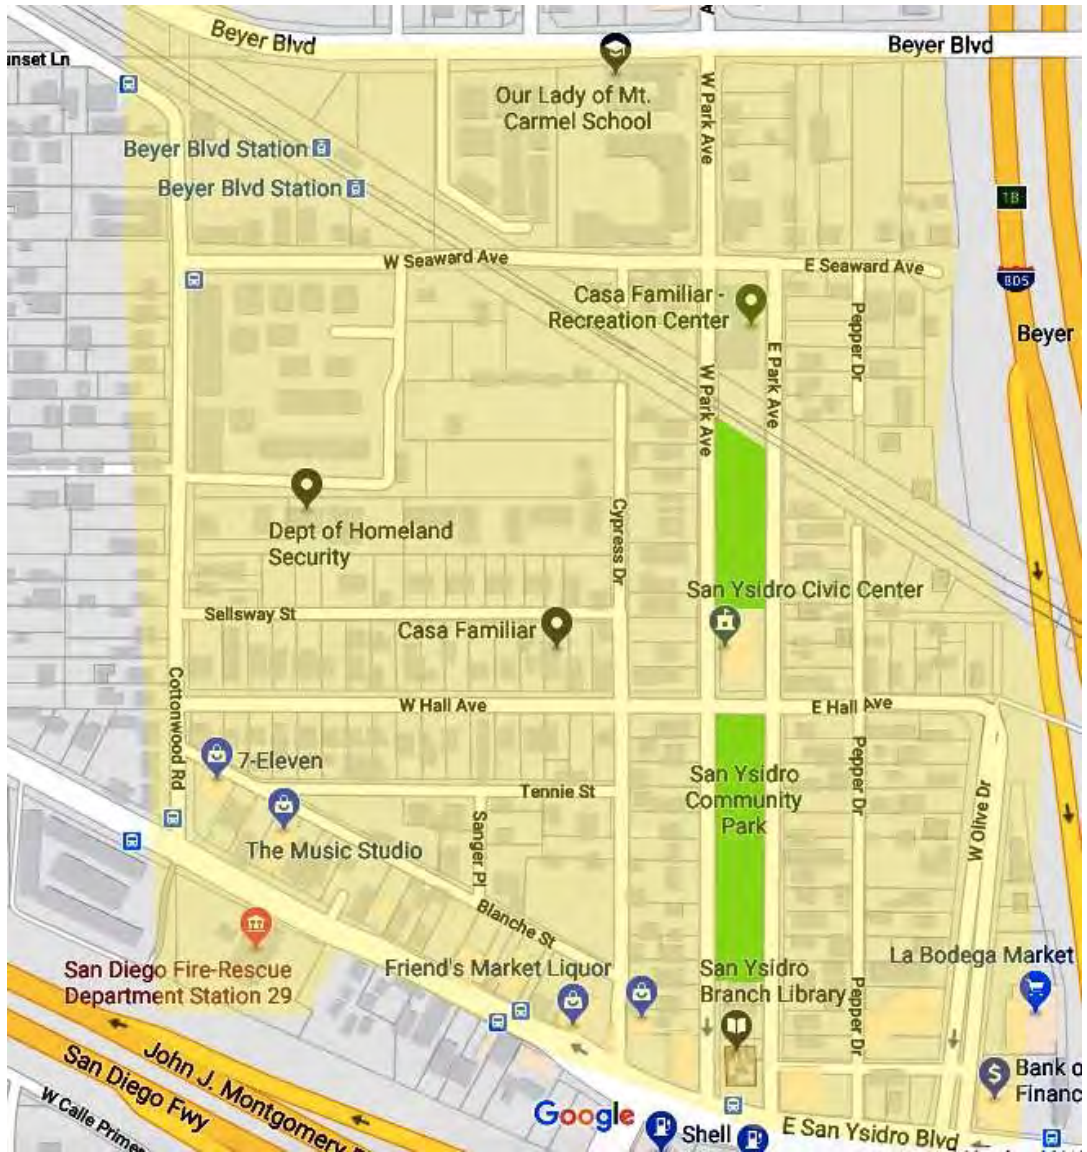 Beyer Blvd
Beyer Blvd
unset Ln
Our Lady of Mt.
Carmel School
W Park Ave
Beyer Blvd Station
Beyer Blvd Station
W Seaward Ave
E Seaward Ave
1B
805
Casa Familiar -
Recreation Center
Beyer
Pepper Dr
W Park Ave
E Park Ave
Dept of Homeland
Security
Cypress Dr
San Ysidro Civic Center
Sellsway St
Casa Familiar
Cottonwood Rd
W Hall Ave
E Hall Ave
7-Eleven
Tennie St
San Ysidro
Community
Park
Pepper Dr
W Olive Dr
The Music Studio
Sanger Pl
Blanche St
San Diego Fire-Rescue
Department Station 29
Friend's Market Liquor
San Ysidro
Branch Library
La Bodega Market
Pepper Dr
John J. Montgomery
San Diego Fwy
W Calle Prime
Bank o
Financ
$
Google
Shell
E San Ysidro Blvd